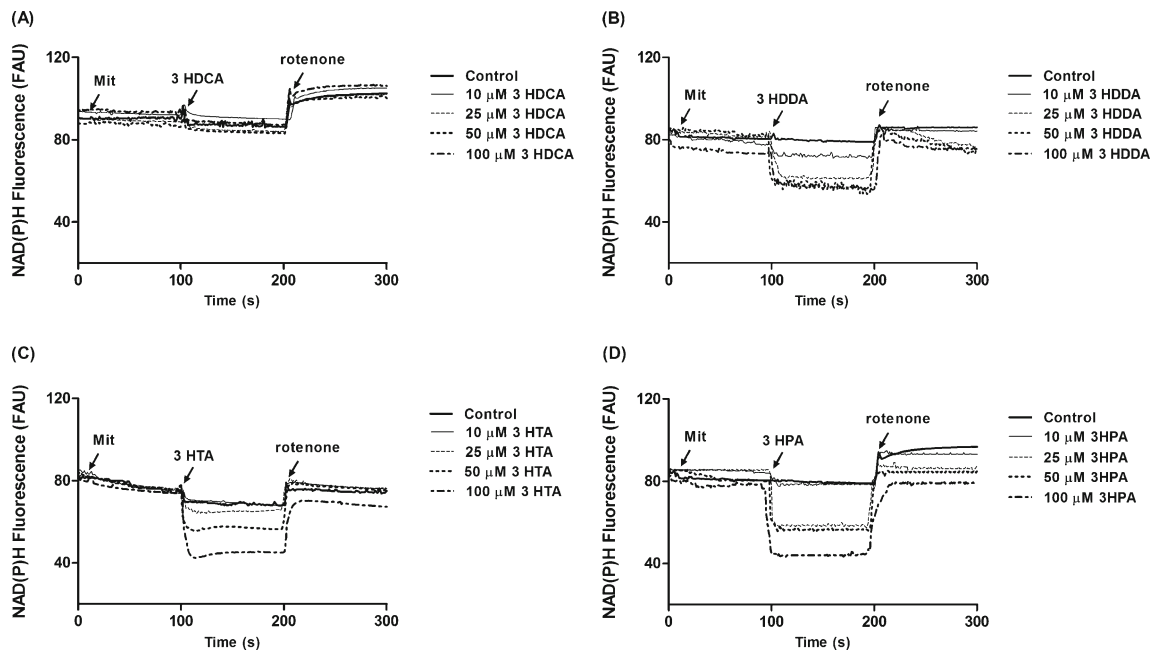 (A)
NAD(P)H Fluorescence (FAU)
120
80
40
0
100
200
300
Time (s)
Mit
3 HDCA
rotenone
Control
10 µM 3 HDCA
25 µM 3 HDCA
50 µM 3 HDCA
100 µM 3 HDCA
(B)
NAD(P)H Fluorescence (FAU)
120
80
40
0
100
200
300
Time (s)
Mit
3 HDDA
rotenone
Control
10 µM 3 HDDA
25 µM 3 HDDA
50 µM 3 HDDA
100 µM 3 HDDA
(C)
NAD(P)H Fluorescence (FAU)
120
80
40
0
100
200
300
Time (s)
Mit
3 HTA
rotenone
Control
10 µM 3 HTA
25 µM 3 HTA
50 µM 3 HTA
100 µM 3 HTA
(D)
NAD(P)H Fluorescence (FAU)
120
80
40
0
100
200
300
Time (s)
Mit
3 HPA
rotenone
Control
10 µM 3HPA
25 µM 3HPA
50 µM 3HPA
100 µM 3HPA